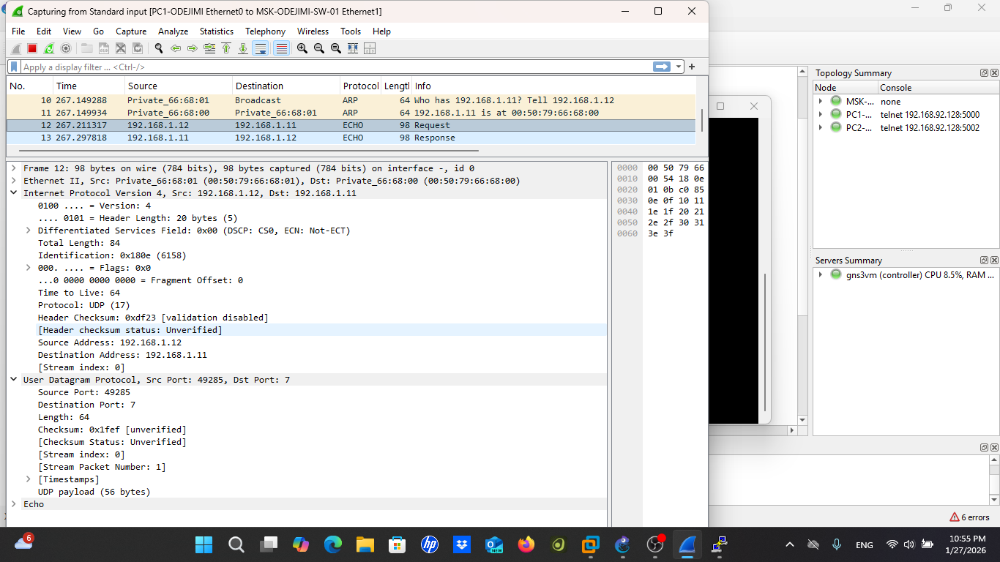 Capturing from Standard input [PC1-ODEJIMI Ethernet0 to MSK-ODEJIMI-SW-01 Ethernet1]
File Edit View Go Capture Analyze Statistics Telephony Wireless Tools Help
Apply a display filter ... <Ctrl-/>
No. Time Source Destination Protocol Lengtl Info
10 267.149288 Private_66:68:01 Broadcast ARP 64 Who has 192.168.1.11? Tell 192.168.1.12
11 267.149934 Private_66:68:00 Private_66:68:01 ARP 64 192.168.1.11 is at 00:50:79:66:68:00
12 267.211317 192.168.1.12 192.168.1.11 ECHO 98 Request
13 267.297818 192.168.1.11 192.168.1.12 ECHO 98 Response
Frame 12: 98 bytes on wire (784 bits), 98 bytes captured (784 bits) on interface -, id 0
Ethernet II, Src: Private_66:68:01 (00:50:79:66:68:01), Dst: Private_66:68:00 (00:50:79:66:68:00)
Internet Protocol Version 4, Src: 192.168.1.12, Dst: 192.168.1.11
0100 .... = Version: 4
.... 0101 = Header Length: 20 bytes (5)
Differentiated Services Field: 0x00 (DSCP: CS0, ECN: Not-ECT)
Total Length: 84
Identification: 0x180e (6158)
000. .... = Flags: 0x0
...0 0000 0000 0000 = Fragment Offset: 0
Time to Live: 64
Protocol: UDP (17)
Header Checksum: 0xdf23 [validation disabled]
[Header checksum status: Unverified]
Source Address: 192.168.1.12
Destination Address: 192.168.1.11
[Stream index: 0]
User Datagram Protocol, Src Port: 49285, Dst Port: 7
Source Port: 49285
Destination Port: 7
Length: 64
Checksum: 0x1fef [unverified]
[Checksum Status: Unverified]
[Stream index: 0]
[Stream Packet Number: 1]
[Timestamps]
UDP payload (56 bytes)
Echo
0000 00 50 79 66
0010 00 54 18 0e
0020 01 0b c0 85
0030 0e 0f 10 11
0040 1e 1f 20 21
0050 2e 2f 30 31
0060 3e 3f
Topology Summary
Node Console
MSK-... none
PC1-... telnet 192.168.92.128:5000
PC2-... telnet 192.168.92.128:5002
Servers Summary
gns3vm (controller) CPU 8.5%, RAM ...
6 errors
6
hp
ENG
10:55 PM
1/27/2026